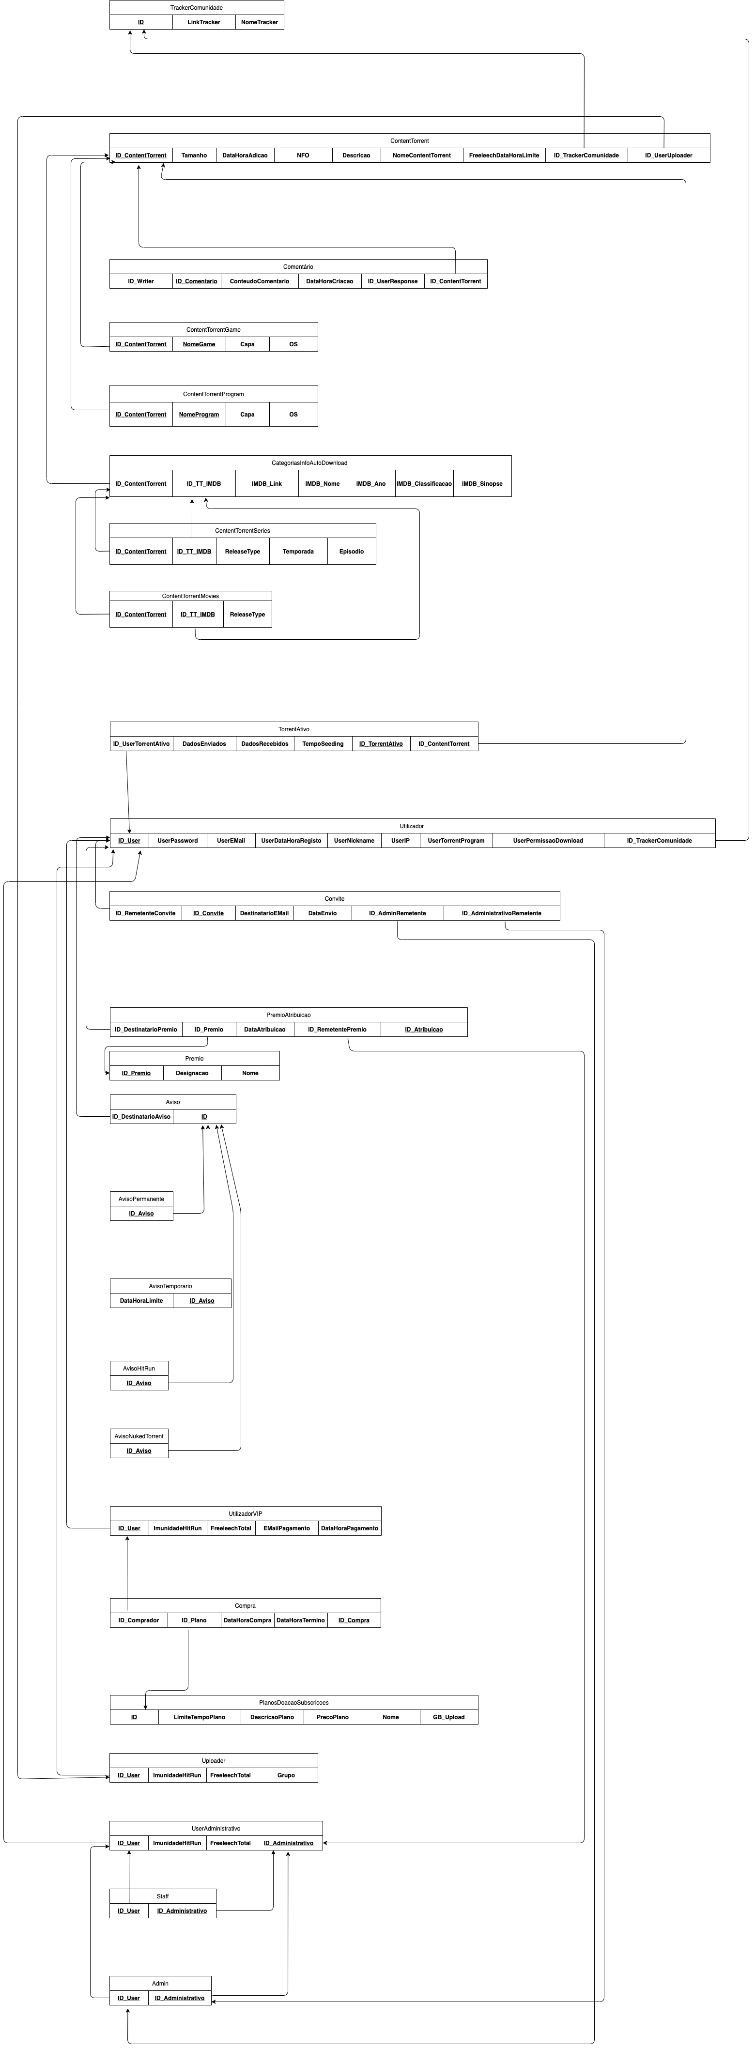 TrackerComunidade
ID LinkTracker NomeTracker
ContentTorrent
ID_ContentTorrent Tamanho DataHoraAdicao NFO Descricao NomeContentTorrent FreeleechDataHoraLimite ID_TrackerComunidade ID_UserUploader
Comentário
ID_Writer ID_Comentario ConteudoComentario DataHoraCriacao ID_UserResponse ID_ContentTorrent
ContentTorrentGame
ID_ContentTorrent NomeGame Capa OS
ContentTorrentProgram
ID_ContentTorrent NomeProgram Capa OS
CategoriasInfoAutoDownload
ID_ContentTorrent ID_TT_IMDB IMDB_Link IMDB_Nome IMDB_Ano IMDB_Classificacao IMDB_Sinopse
ContentTorrentSeries
ID_ContentTorrent ID_TT_IMDB ReleaseType Temporada Episodio
ContentTorrentMovies
ID_ContentTorrent ID_TT_IMDB ReleaseType
TorrentAtivo
ID_UserTorrentAtivo DadosEnviados DadosRecebidos TempoSeeding ID_TorrentAtivo ID_ContentTorrent
Utilizador
ID_User UserPassword UserEMail UserDataHoraRegisto UserNickname UserIP UserTorrentProgram UserPermissaoDownload ID_TrackerComunidade
Convite
ID_RemetenteConvite ID_Convite DestinatarioEMail DataEnvio ID_AdminRemetente ID_AdministrativoRemetente
PremioAtribuicao
ID_DestinatarioPremio ID_Premio DataAtribuicao ID_RemetentePremio ID_Atribuicao
Premio
ID_Premio Designacao Nome
Aviso
ID_DestinatarioAviso ID
AvisoPermanente
ID_Aviso
AvisoTemporario
DataHoraLimite ID_Aviso
AvisoHitRun
ID_Aviso
AvisoNukedTorrent
ID_Aviso
UtilizadorVIP
ID_User ImunidadeHitRun FreeleechTotal EMailPagamento DataHoraPagamento
Compra
ID_Comprador ID_Plano DataHoraCompra DataHoraTermino ID_Compra
PlanosDoacaoSubscricoes
ID LimiteTempoPlano DescricaoPlano PrecoPlano Nome GB_Upload
Uploader
ID_User ImunidadeHitRun FreeleechTotal Grupo
UserAdministrativo
ID_User ImunidadeHitRun FreeleechTotal ID_Administrativo
Staff
ID_User ID_Administrativo
Admin
ID_User ID_Administrativo